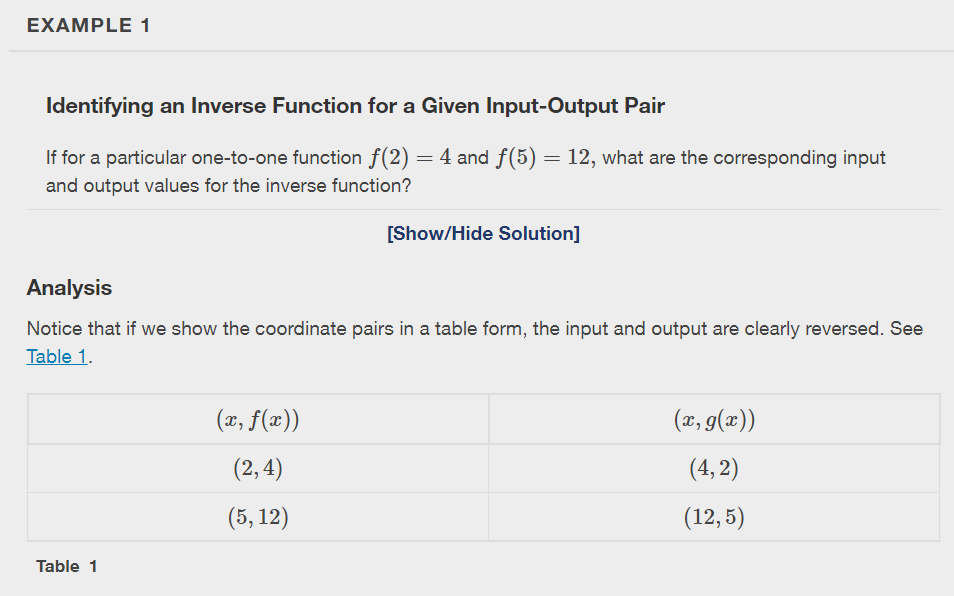 EXAMPLE 1
Identifying an Inverse Function for a Given Input-Output Pair
If for a particular one-to-one function f(2) = 4 and f(5) = 12, what are the corresponding input
and output values for the inverse function?
[Show/Hide Solution]
Analysis
Notice that if we show the coordinate pairs in a table form, the input and output are clearly reversed. See
Table 1.
(x, f(x)) (x, g(x))
(2, 4) (4, 2)
(5, 12) (12, 5)
Table 1